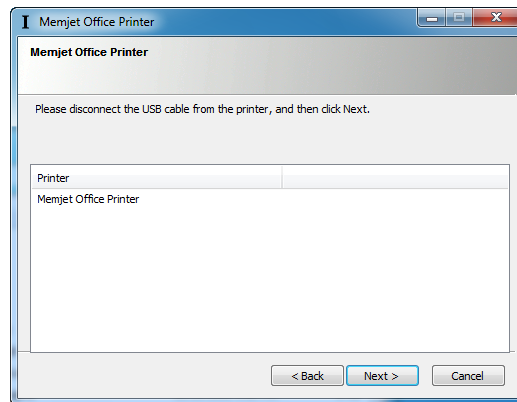 Memjet Office Printer
Memjet Office Printer
Please disconnect the USB cable from the printer, and then click Next.
Printer
Memjet Office Printer
< Back Next > Cancel